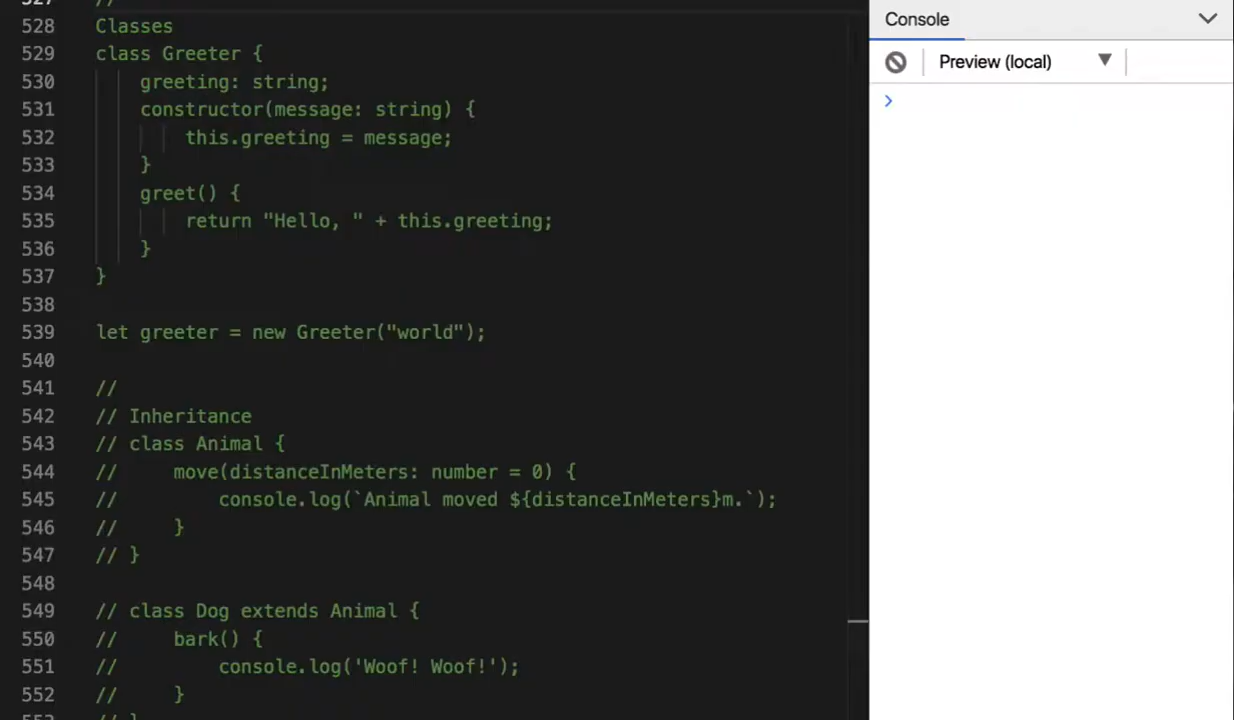 527 //
528 Classes
529 class Greeter {
530 greeting: string;
531 constructor(message: string) {
532 this.greeting = message;
533 }
534 greet() {
535 return "Hello, " + this.greeting;
536 }
537 }
538
539 let greeter = new Greeter("world");
540
541 //
542 // Inheritance
543 // class Animal {
544 // move(distanceInMeters: number = 0) {
545 // console.log(`Animal moved ${distanceInMeters}m.`);
546 // }
547 // }
548
549 // class Dog extends Animal {
550 // bark() {
551 // console.log('Woof! Woof!');
552 // }
553 // }
Console
Preview (local)